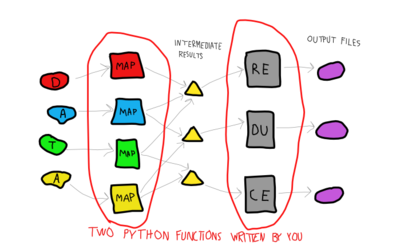 INTERMEDIATE
RESULTS
OUTPUT FILES
D
A
T
A
MAP
MAP
MAP
MAP
RE
DU
CE
TWO PYTHON FUNCTIONS WRITTEN BY YOU